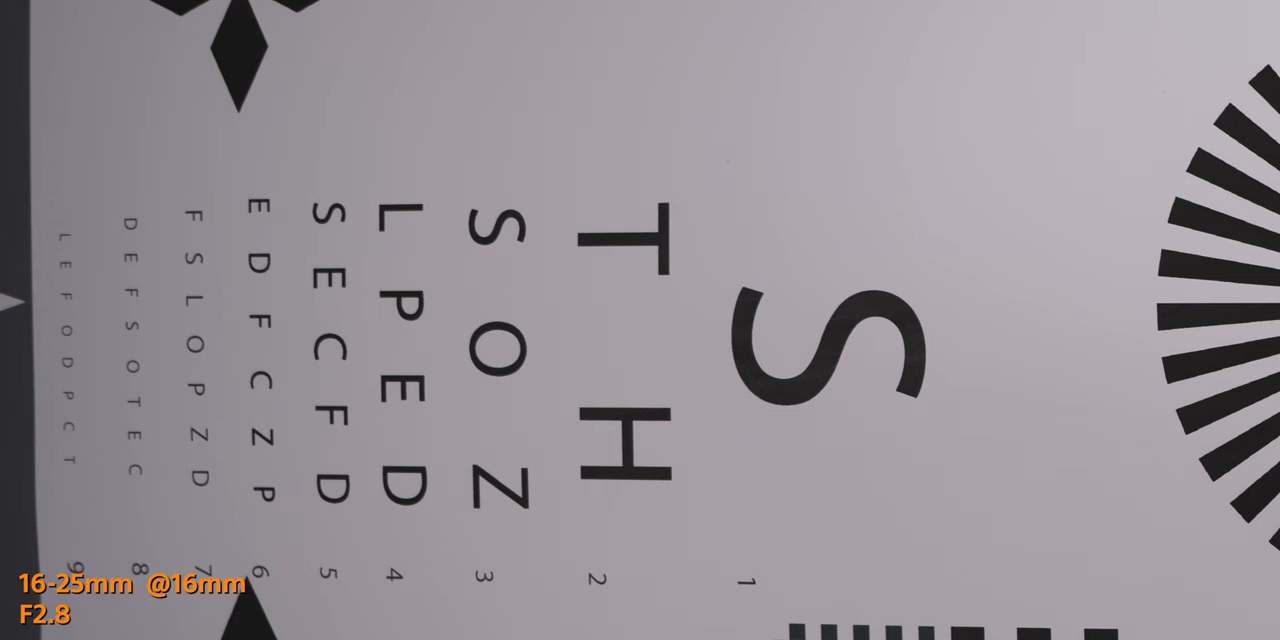 S 1
T H 2
S O Z 3
L P E D 4
S E C F D 5
E D F C Z P 6
F S L O P Z D 7
D E F S O T E C 8
L E F O D P C T 9
16-25mm @16mm
F2.8